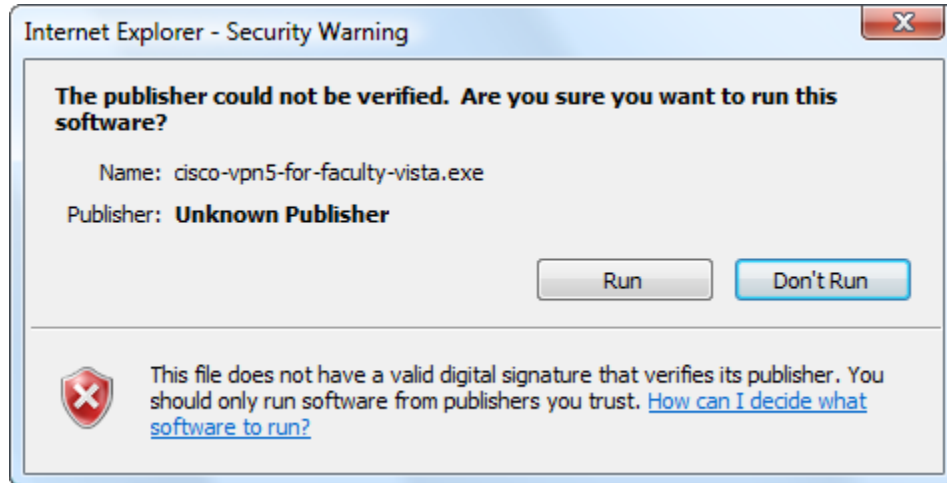 Internet Explorer - Security Warning
The publisher could not be verified. Are you sure you want to run this
software?
Name: cisco-vpn5-for-faculty-vista.exe
Publisher: Unknown Publisher
Run Don't Run
This file does not have a valid digital signature that verifies its publisher. You
should only run software from publishers you trust. How can I decide what
software to run?